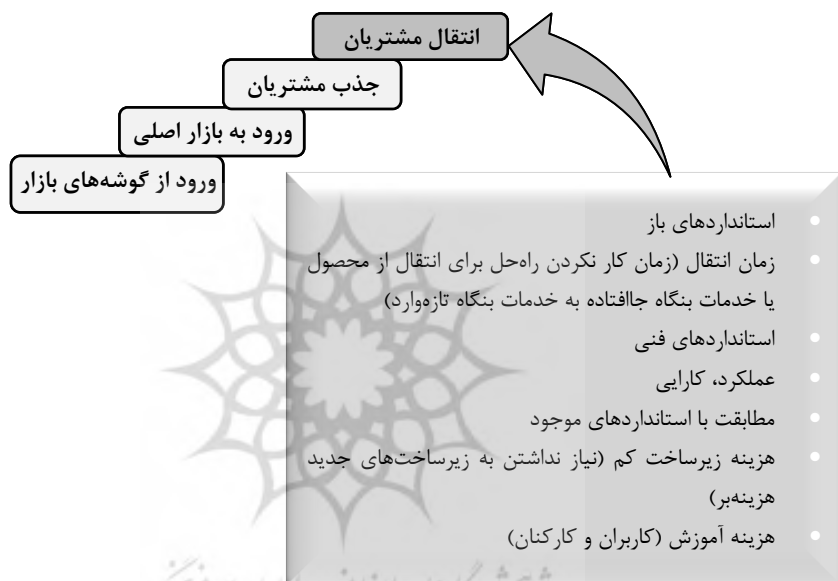 انتقال مشتریان
جذب مشتریان
ورود به بازار اصلی
ورود از گوشه‌های بازار
• استانداردهای باز
• زمان انتقال (زمان کار نکردن راه‌حل برای انتقال از محصول
یا خدمات بنگاه جاافتاده به خدمات بنگاه تازه‌وارد)
• استانداردهای فنی
• عملکرد، کارایی
• مطابقت با استانداردهای موجود
• هزینه زیرساخت کم (نیاز نداشتن به زیرساخت‌های جدید
هزینه‌بر)
• هزینه آموزش (کاربران و کارکنان)